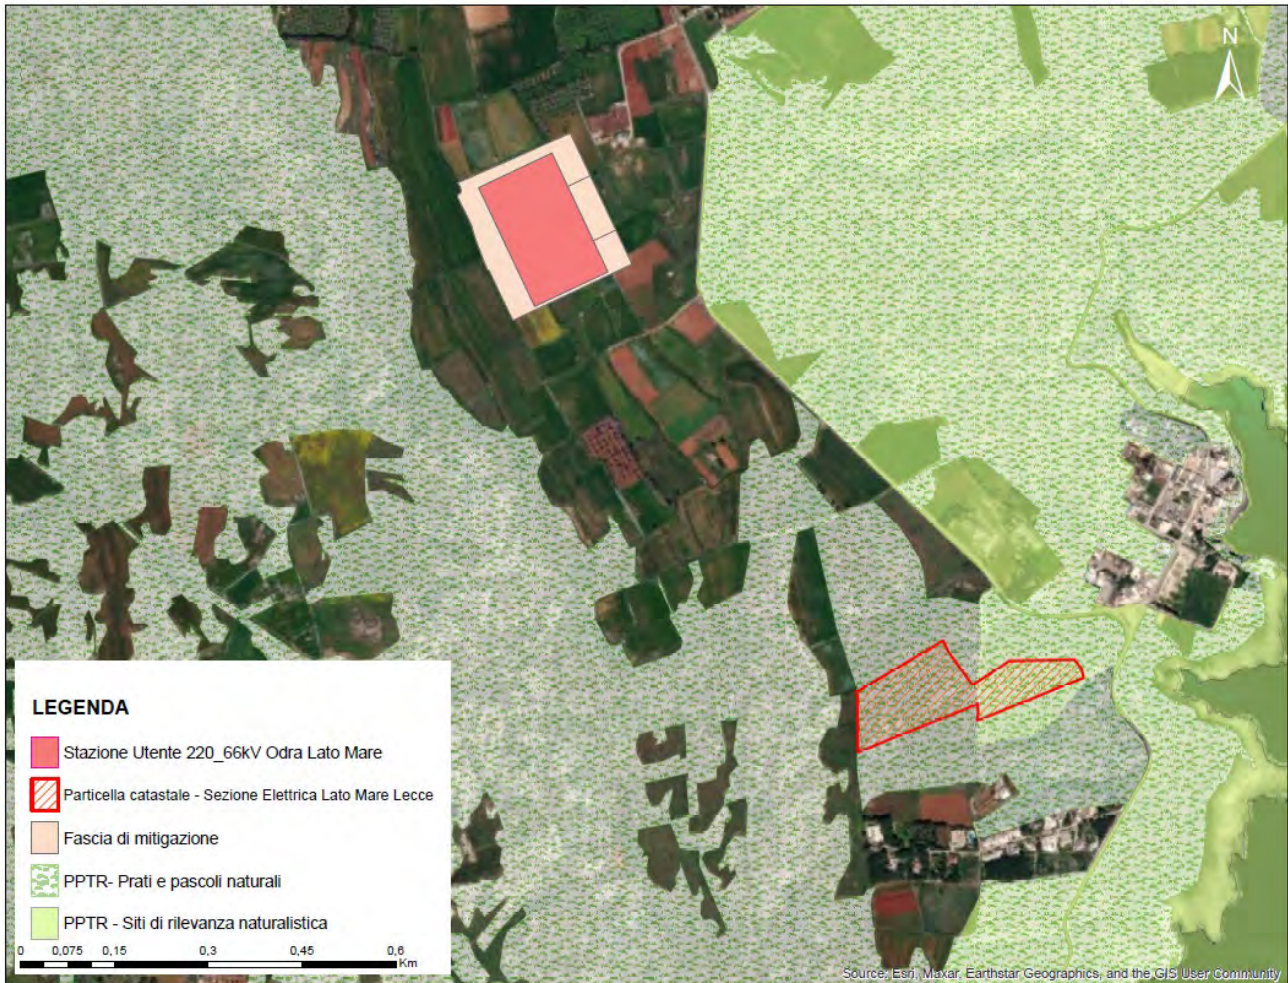 N
LEGENDA
Stazione Utente 220_66kV Odra Lato Mare
Particella catastale - Sezione Elettrica Lato Mare Lecce
Fascia di mitigazione
PPTR- Prati e pascoli naturali
PPTR - Siti di rilevanza naturalistica
0 0,075 0,15 0,3 0,45 0,6
Km
Source: Esri, Maxar, Earthstar Geographics, and the GIS User Community